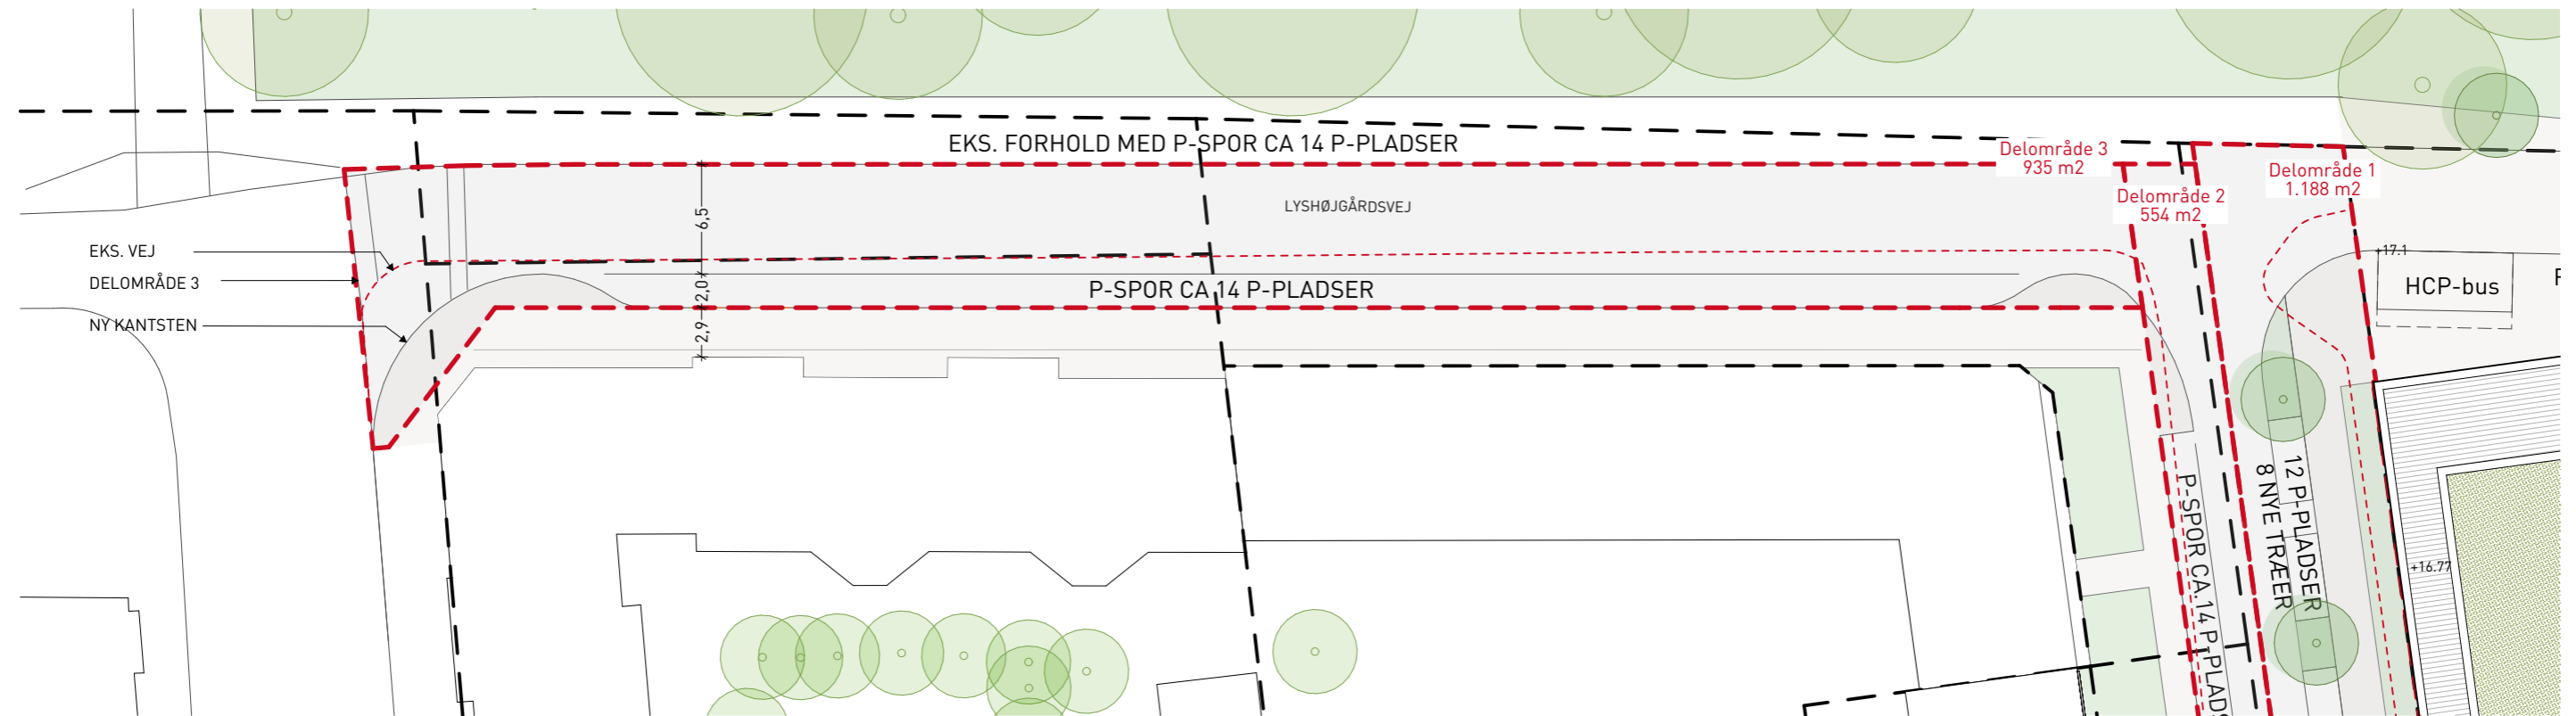 EKS. FORHOLD MED P-SPOR CA 14 P-PLADSER
Delområde 3
935 m2
Delområde 1
1.188 m2
Delområde 2
554 m2
LYSHØJGÅRDSVEJ
6,5
EKS. VEJ
DELOMRÅDE 3
NY KANTSTEN
2,0
2,9
P-SPOR CA 14 P-PLADSER
+17.1
HCP-bus
12 P-PLADSER
8 NYE TRÆER
P-SPOR CA.14 P-PLADS
+16.77